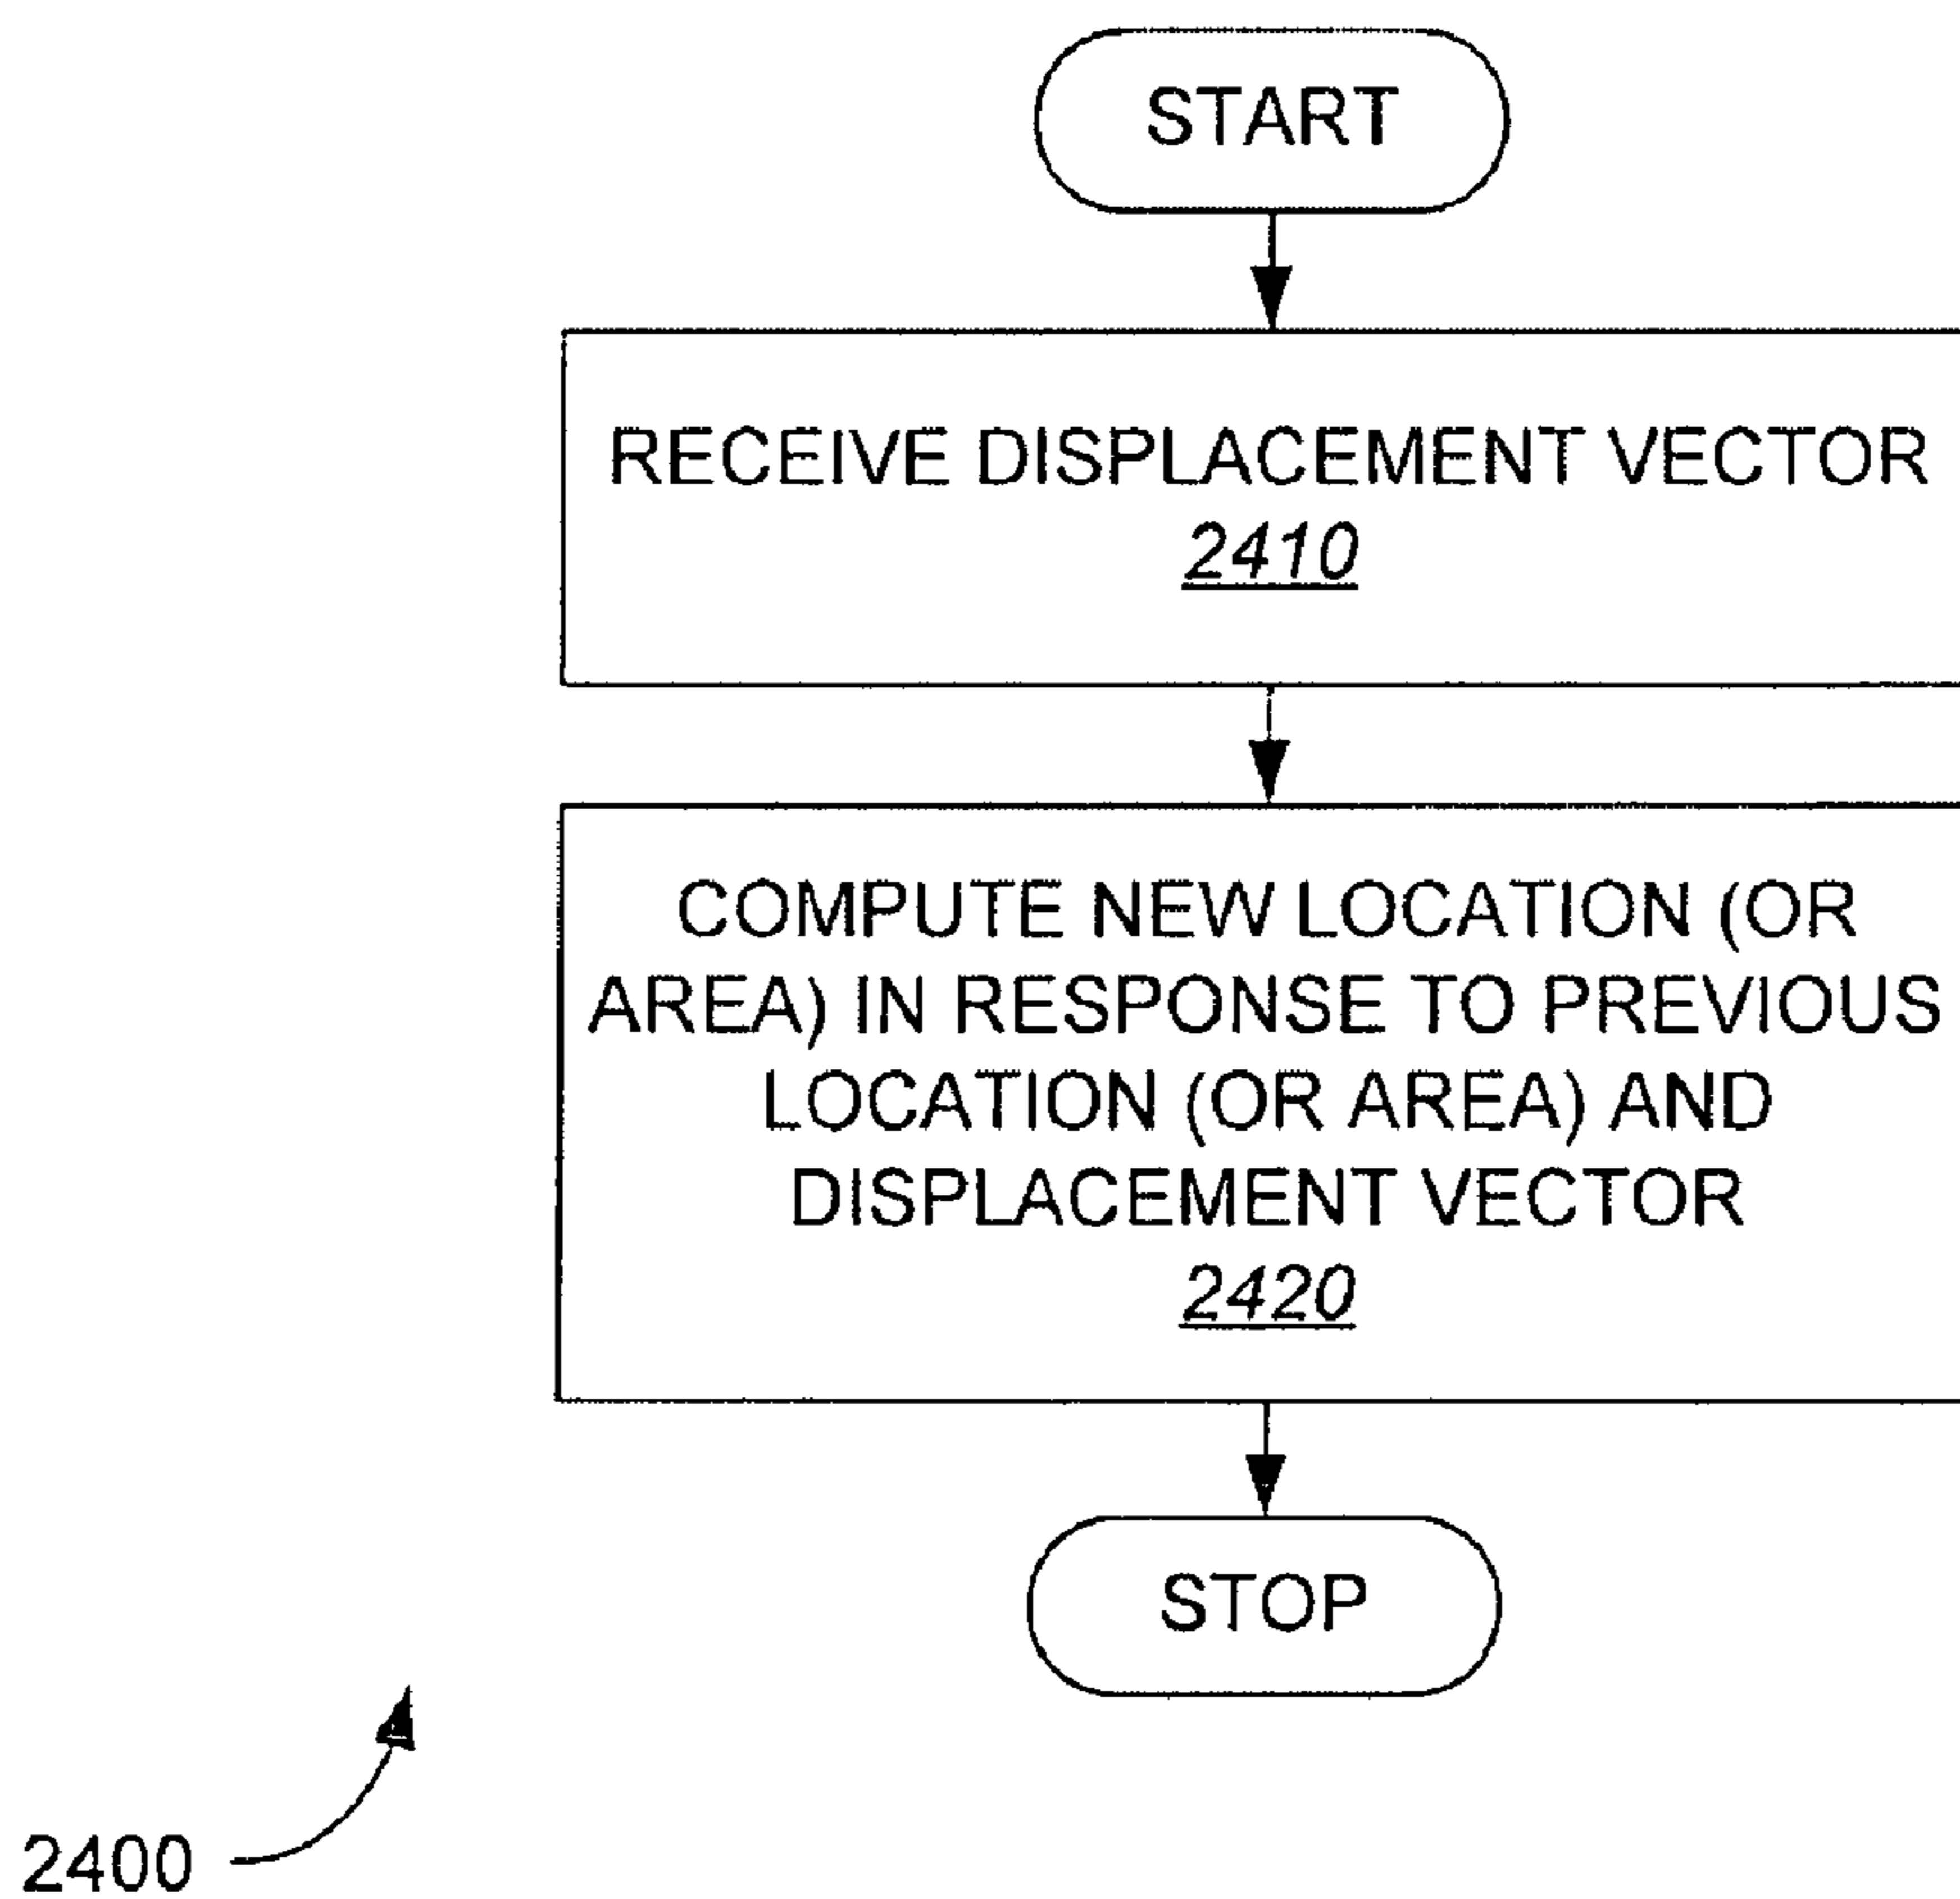 START
RECEIVE DISPLACEMENT VECTOR
2410
COMPUTE NEW LOCATION (OR
AREA) IN RESPONSE TO PREVIOUS
LOCATION (OR AREA) AND
DISPLACEMENT VECTOR
2420
STOP
2400